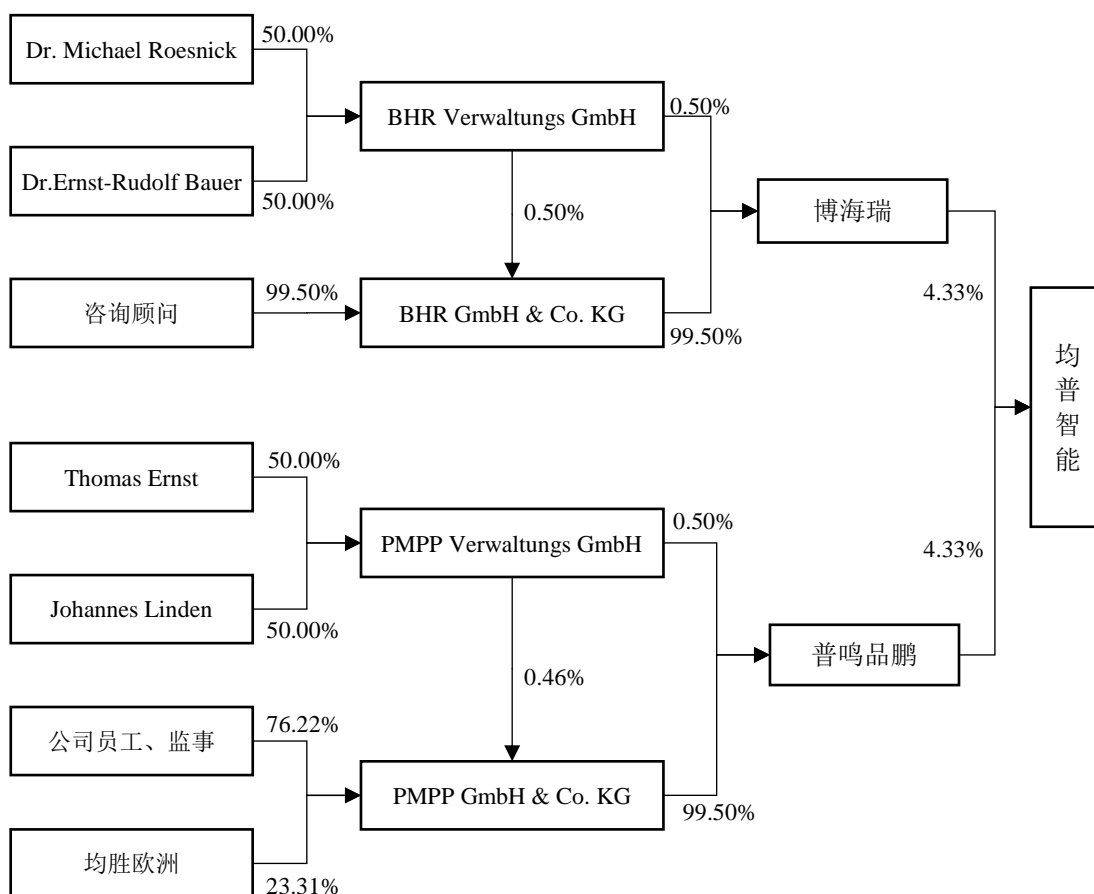 Dr. Michael Roesnick
50.00%
BHR Verwaltungs GmbH
0.50%
Dr.Ernst-Rudolf Bauer
50.00%
0.50%
博海瑞
4.33%
咨询顾问
99.50%
BHR GmbH & Co. KG
99.50%
均
普
智
能
Thomas Ernst
50.00%
PMPP Verwaltungs GmbH
0.50%
4.33%
Johannes Linden
50.00%
0.46%
普鸣品鹏
公司员工、监事
76.22%
PMPP GmbH & Co. KG
99.50%
均胜欧洲
23.31%